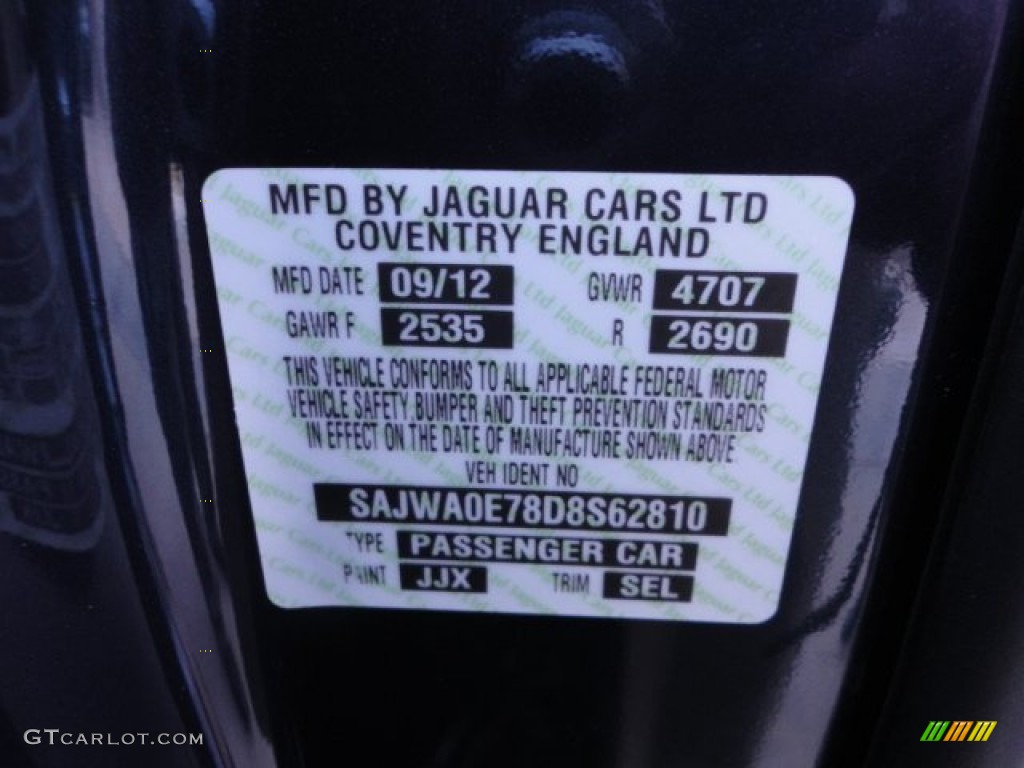 MFD BY JAGUAR CARS LTD
COVENTRY ENGLAND
MFD DATE 09/12 GVWR 4707
GAWR F 2535 R 2690
THIS VEHICLE CONFORMS TO ALL APPLICABLE FEDERAL MOTOR
VEHICLE SAFETY, BUMPER AND THEFT PREVENTION STANDARDS
IN EFFECT ON THE DATE OF MANUFACTURE SHOWN ABOVE
VEH IDENT NO
SAJWA0E78D8S62810
TYPE PASSENGER CAR
PAINT JJX TRIM SEL
GTCARLOT.COM